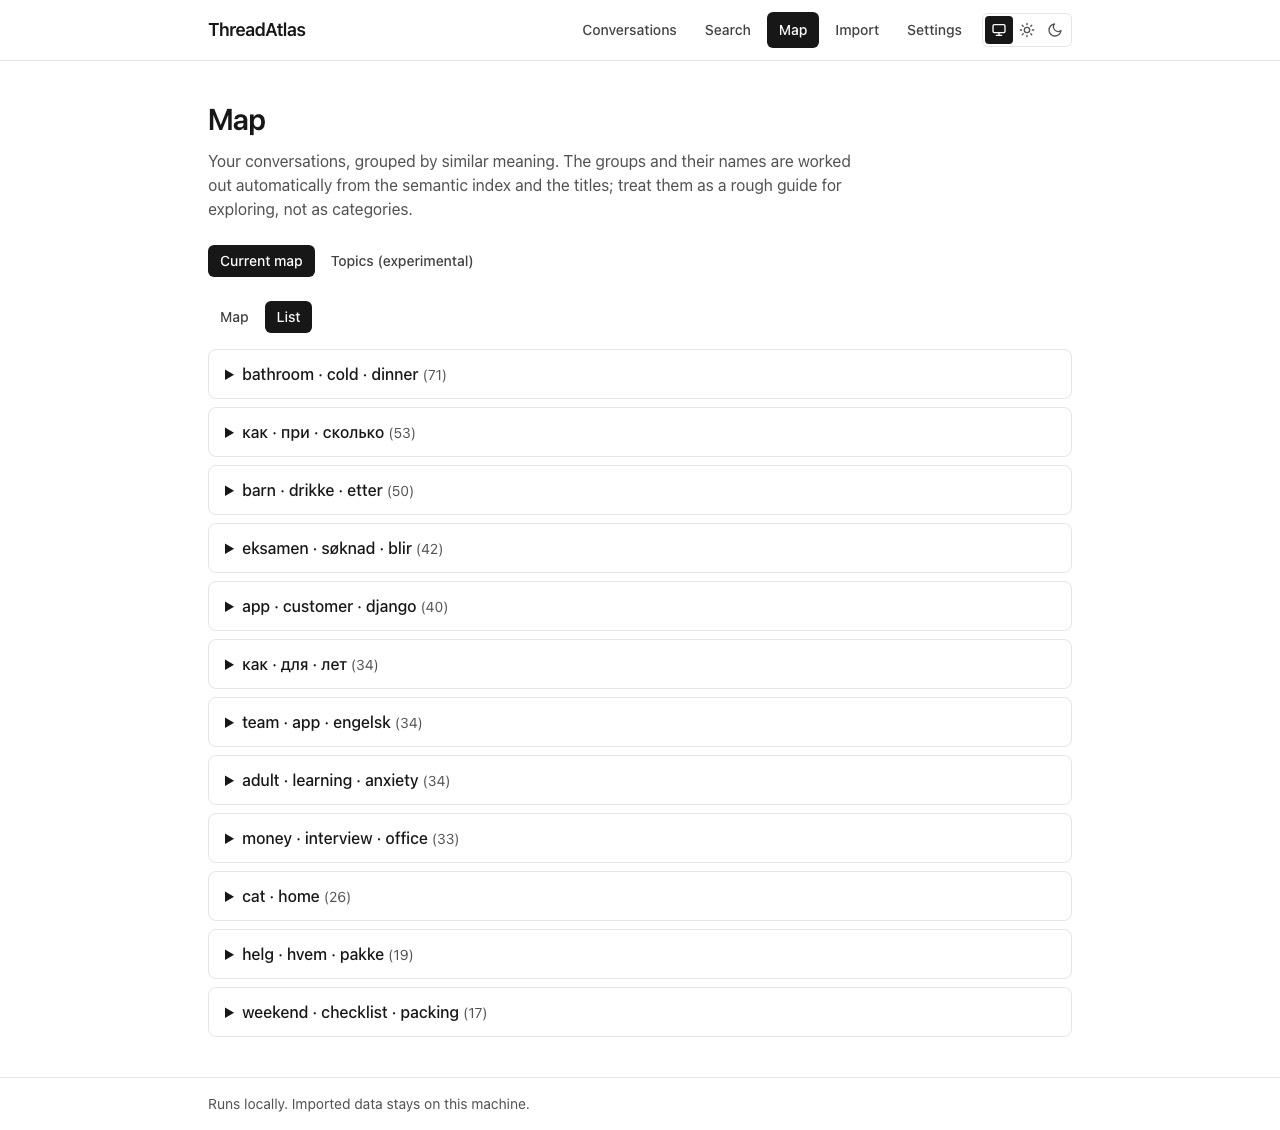 ThreadAtlas
Conversations Search Map Import Settings
Map
Your conversations, grouped by similar meaning. The groups and their names are worked
out automatically from the semantic index and the titles; treat them as a rough guide for
exploring, not as categories.
Current map Topics (experimental)
Map List
bathroom · cold · dinner (71)
как · при · сколько (53)
barn · drikke · etter (50)
eksamen · søknad · blir (42)
app · customer · django (40)
как · для · лет (34)
team · app · engelsk (34)
adult · learning · anxiety (34)
money · interview · office (33)
cat · home (26)
helg · hvem · pakke (19)
weekend · checklist · packing (17)
Runs locally. Imported data stays on this machine.